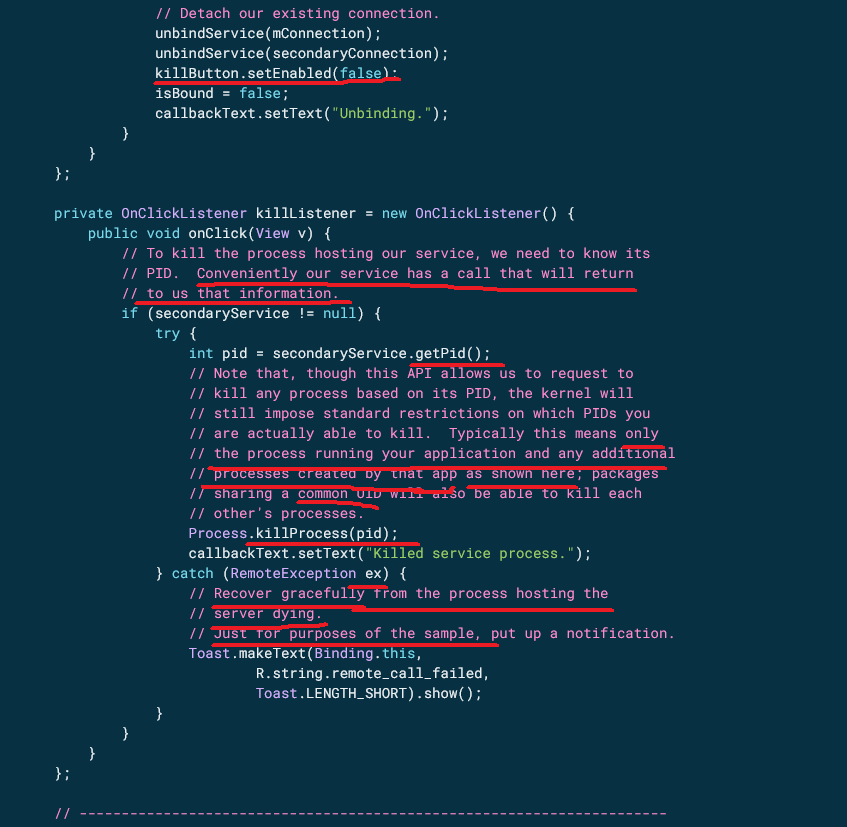 // Detach our existing connection.
unbindService(mConnection);
unbindService(secondaryConnection);
killButton.setEnabled(false);
isBound = false;
callbackText.setText("Unbinding.");
}
}
};
private OnClickListener killListener = new OnClickListener() {
public void onClick(View v) {
// To kill the process hosting our service, we need to know its
// PID.  Conveniently our service has a call that will return
// to us that information.
if (secondaryService != null) {
try {
int pid = secondaryService.getPid();
// Note that, though this API allows us to request to
// kill any process based on its PID, the kernel will
// still impose standard restrictions on which PIDs you
// are actually able to kill.  Typically this means only
// the process running your application and any additional
// processes created by that app as shown here; packages
// sharing a common UID will also be able to kill each
// other's processes.
Process.killProcess(pid);
callbackText.setText("Killed service process.");
} catch (RemoteException ex) {
// Recover gracefully from the process hosting the
// server dying.
// Just for purposes of the sample, put up a notification.
Toast.makeText(Binding.this,
R.string.remote_call_failed,
Toast.LENGTH_SHORT).show();
}
}
}
};
// ----------------------------------------------------------------------